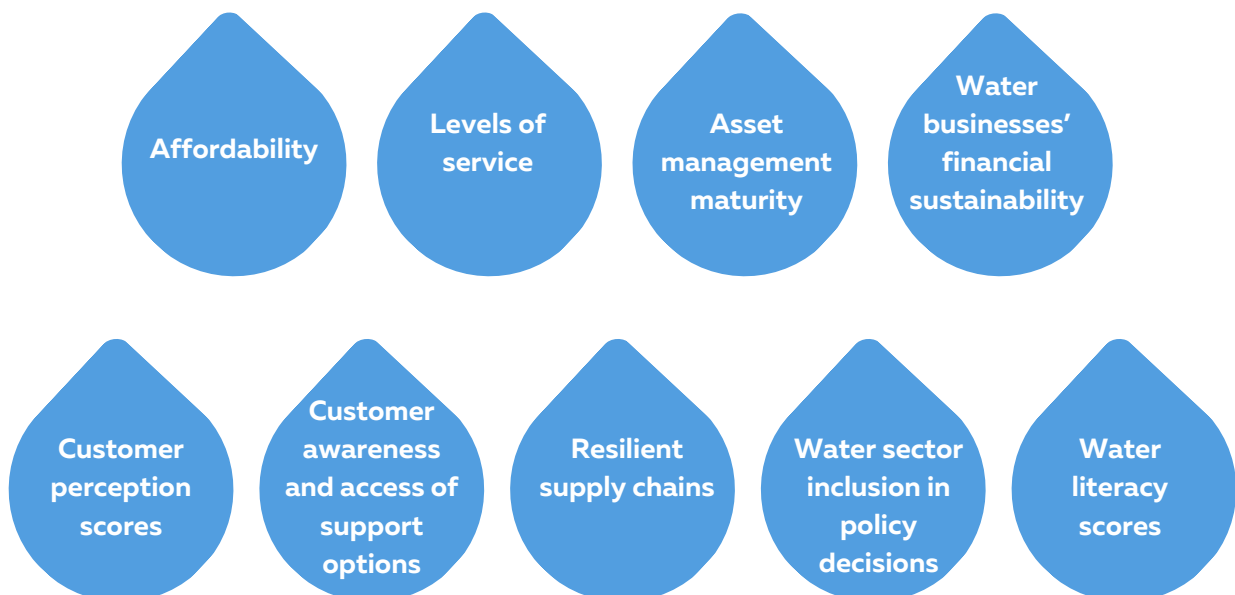 Affordability
Levels of
service
Asset
management
maturity
Water
businesses’
financial
sustainability
Customer
perception
scores
Customer
awareness
and access of
support
options
Resilient
supply chains
Water sector
inclusion in
policy
decisions
Water
literacy
scores